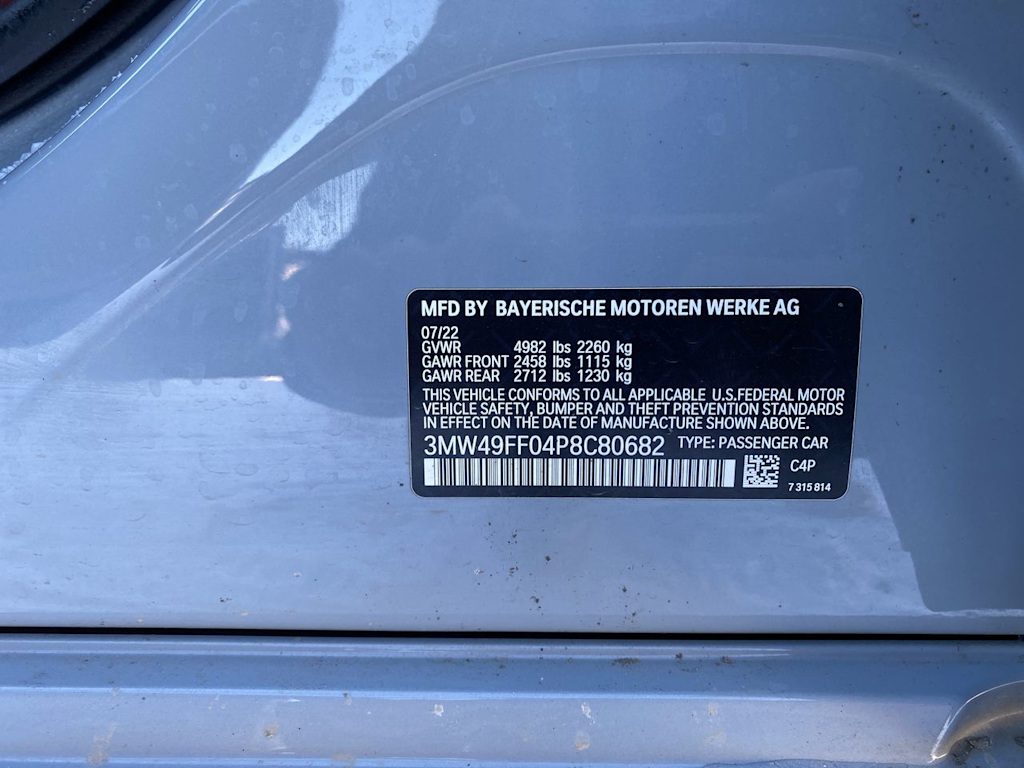 MFD BY BAYERISCHE MOTOREN WERKE AG
07/22
GVWR 4982 lbs 2260 kg
GAWR FRONT 2458 lbs 1115 kg
GAWR REAR 2712 lbs 1230 kg
THIS VEHICLE CONFORMS TO ALL APPLICABLE U.S.FEDERAL MOTOR
VEHICLE SAFETY, BUMPER AND THEFT PREVENTION STANDARDS
IN EFFECT ON THE DATE OF MANUFACTURE SHOWN ABOVE.
3MW49FF04P8C80682 TYPE: PASSENGER CAR
C4P
7 315 814